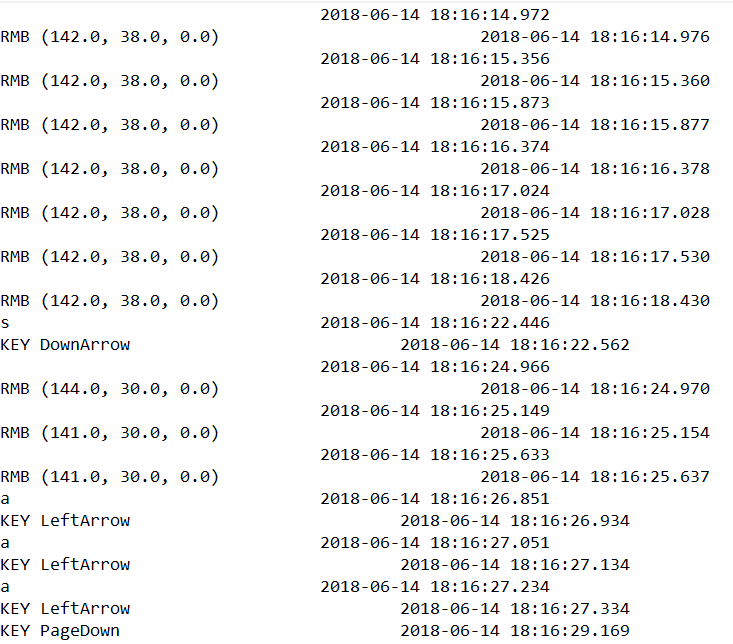 2018-06-14 18:16:14.972
RMB (142.0, 38.0, 0.0) 2018-06-14 18:16:14.976
2018-06-14 18:16:15.356
RMB (142.0, 38.0, 0.0) 2018-06-14 18:16:15.360
2018-06-14 18:16:15.873
RMB (142.0, 38.0, 0.0) 2018-06-14 18:16:15.877
2018-06-14 18:16:16.374
RMB (142.0, 38.0, 0.0) 2018-06-14 18:16:16.378
2018-06-14 18:16:17.024
RMB (142.0, 38.0, 0.0) 2018-06-14 18:16:17.028
2018-06-14 18:16:17.525
RMB (142.0, 38.0, 0.0) 2018-06-14 18:16:17.530
2018-06-14 18:16:18.426
RMB (142.0, 38.0, 0.0) 2018-06-14 18:16:18.430
s 2018-06-14 18:16:22.446
KEY DownArrow 2018-06-14 18:16:22.562
2018-06-14 18:16:24.966
RMB (144.0, 30.0, 0.0) 2018-06-14 18:16:24.970
2018-06-14 18:16:25.149
RMB (141.0, 30.0, 0.0) 2018-06-14 18:16:25.154
2018-06-14 18:16:25.633
RMB (141.0, 30.0, 0.0) 2018-06-14 18:16:25.637
a 2018-06-14 18:16:26.851
KEY LeftArrow 2018-06-14 18:16:26.934
a 2018-06-14 18:16:27.051
KEY LeftArrow 2018-06-14 18:16:27.134
a 2018-06-14 18:16:27.234
KEY LeftArrow 2018-06-14 18:16:27.334
KEY PageDown 2018-06-14 18:16:29.169